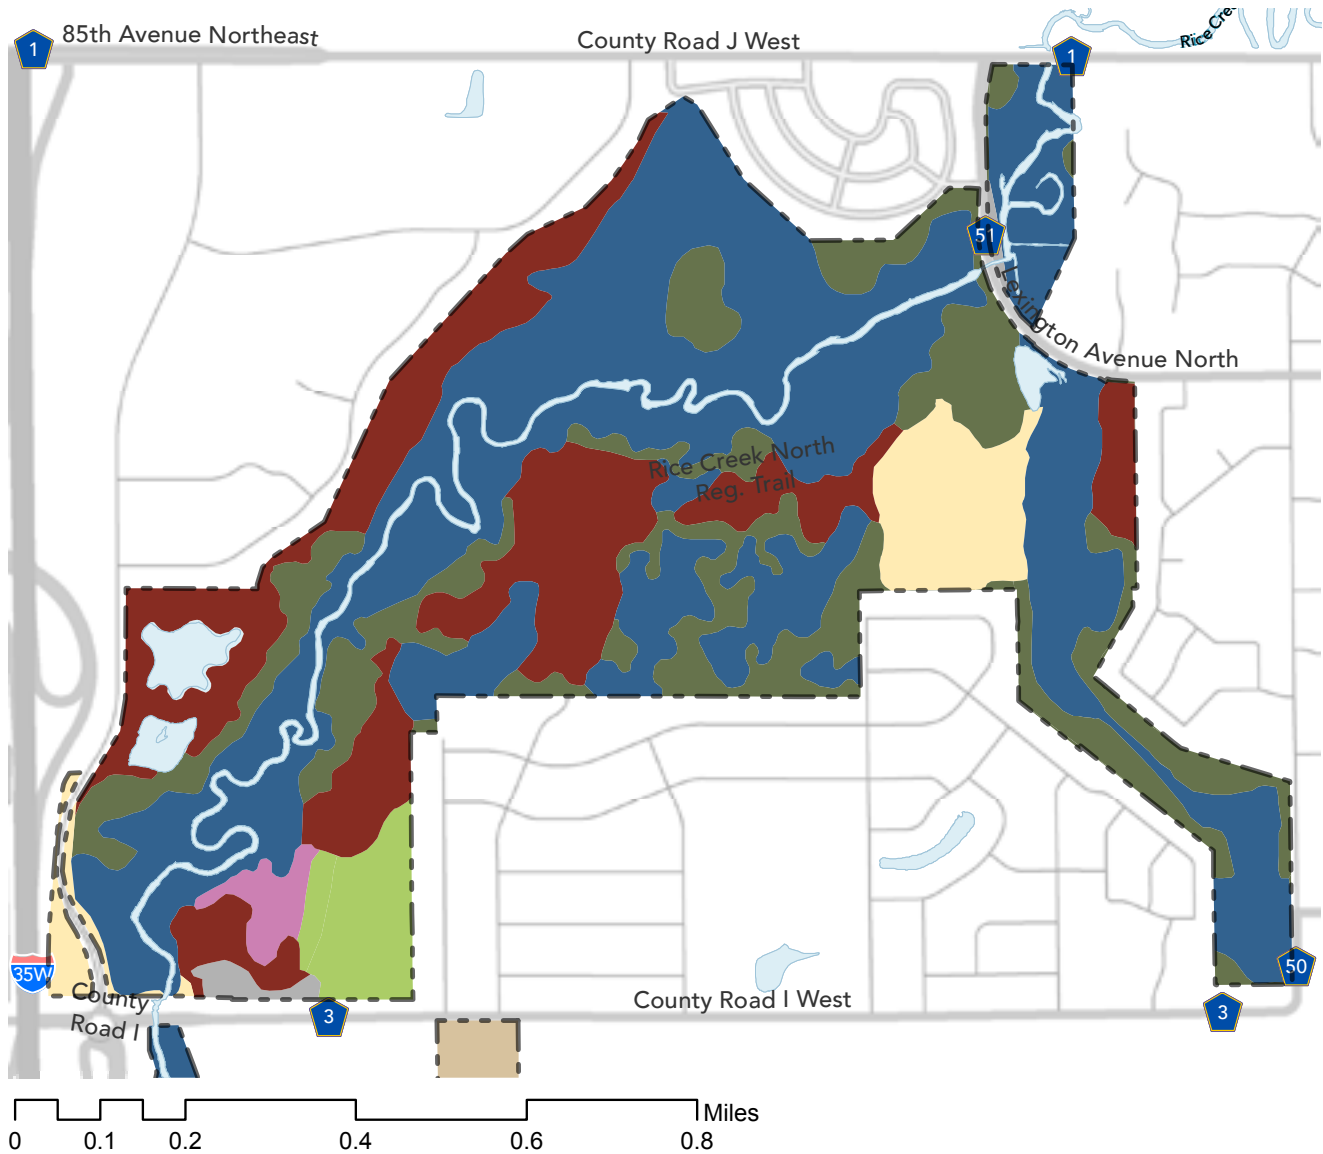 1
85th Avenue Northeast
County Road J West
1
Rice Cre
51
Lexington Avenue North
Rice Creek North
Reg. Trail
35W
County
Road I
3
County Road I West
50
3
Miles
0 0.1 0.2 0.4 0.6 0.8